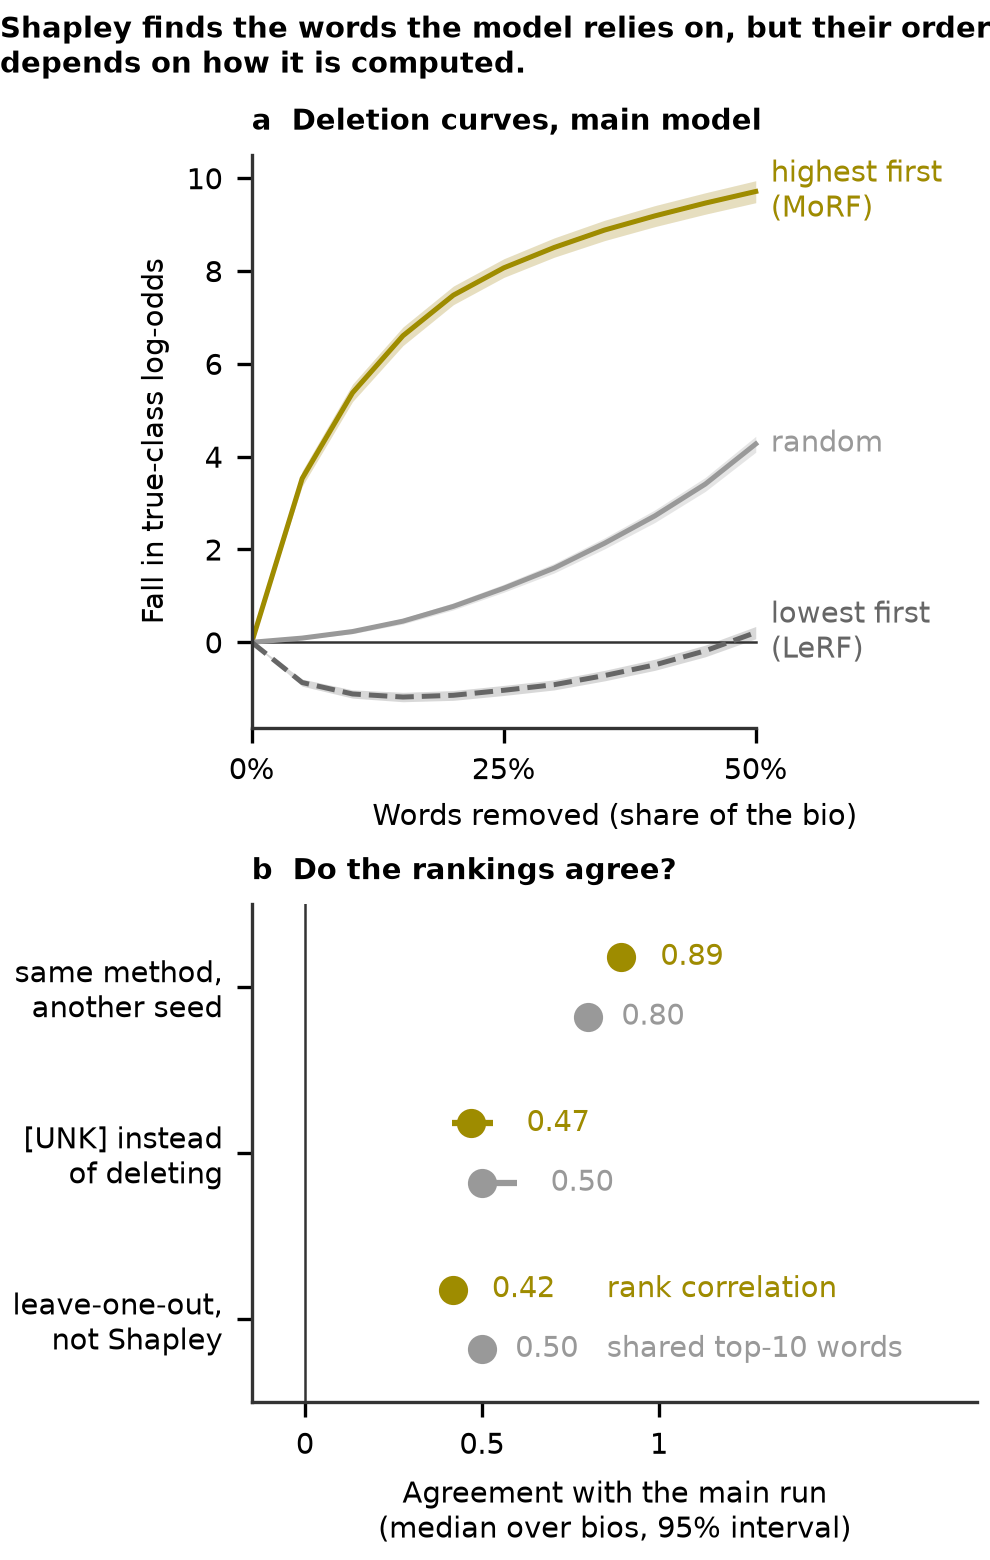 Shapley finds the words the model relies on, but their order
depends on how it is computed.
a Deletion curves, main model
Fall in true-class log-odds
10
8
6
4
2
0
highest first
(MoRF)
random
lowest first
(LeRF)
0%
25%
50%
Words removed (share of the bio)
b Do the rankings agree?
same method,
another seed
0.89
0.80
[UNK] instead
of deleting
0.47
0.50
leave-one-out,
not Shapley
0.42 rank correlation
0.50 shared top-10 words
0
0.5
1
Agreement with the main run
(median over bios, 95% interval)